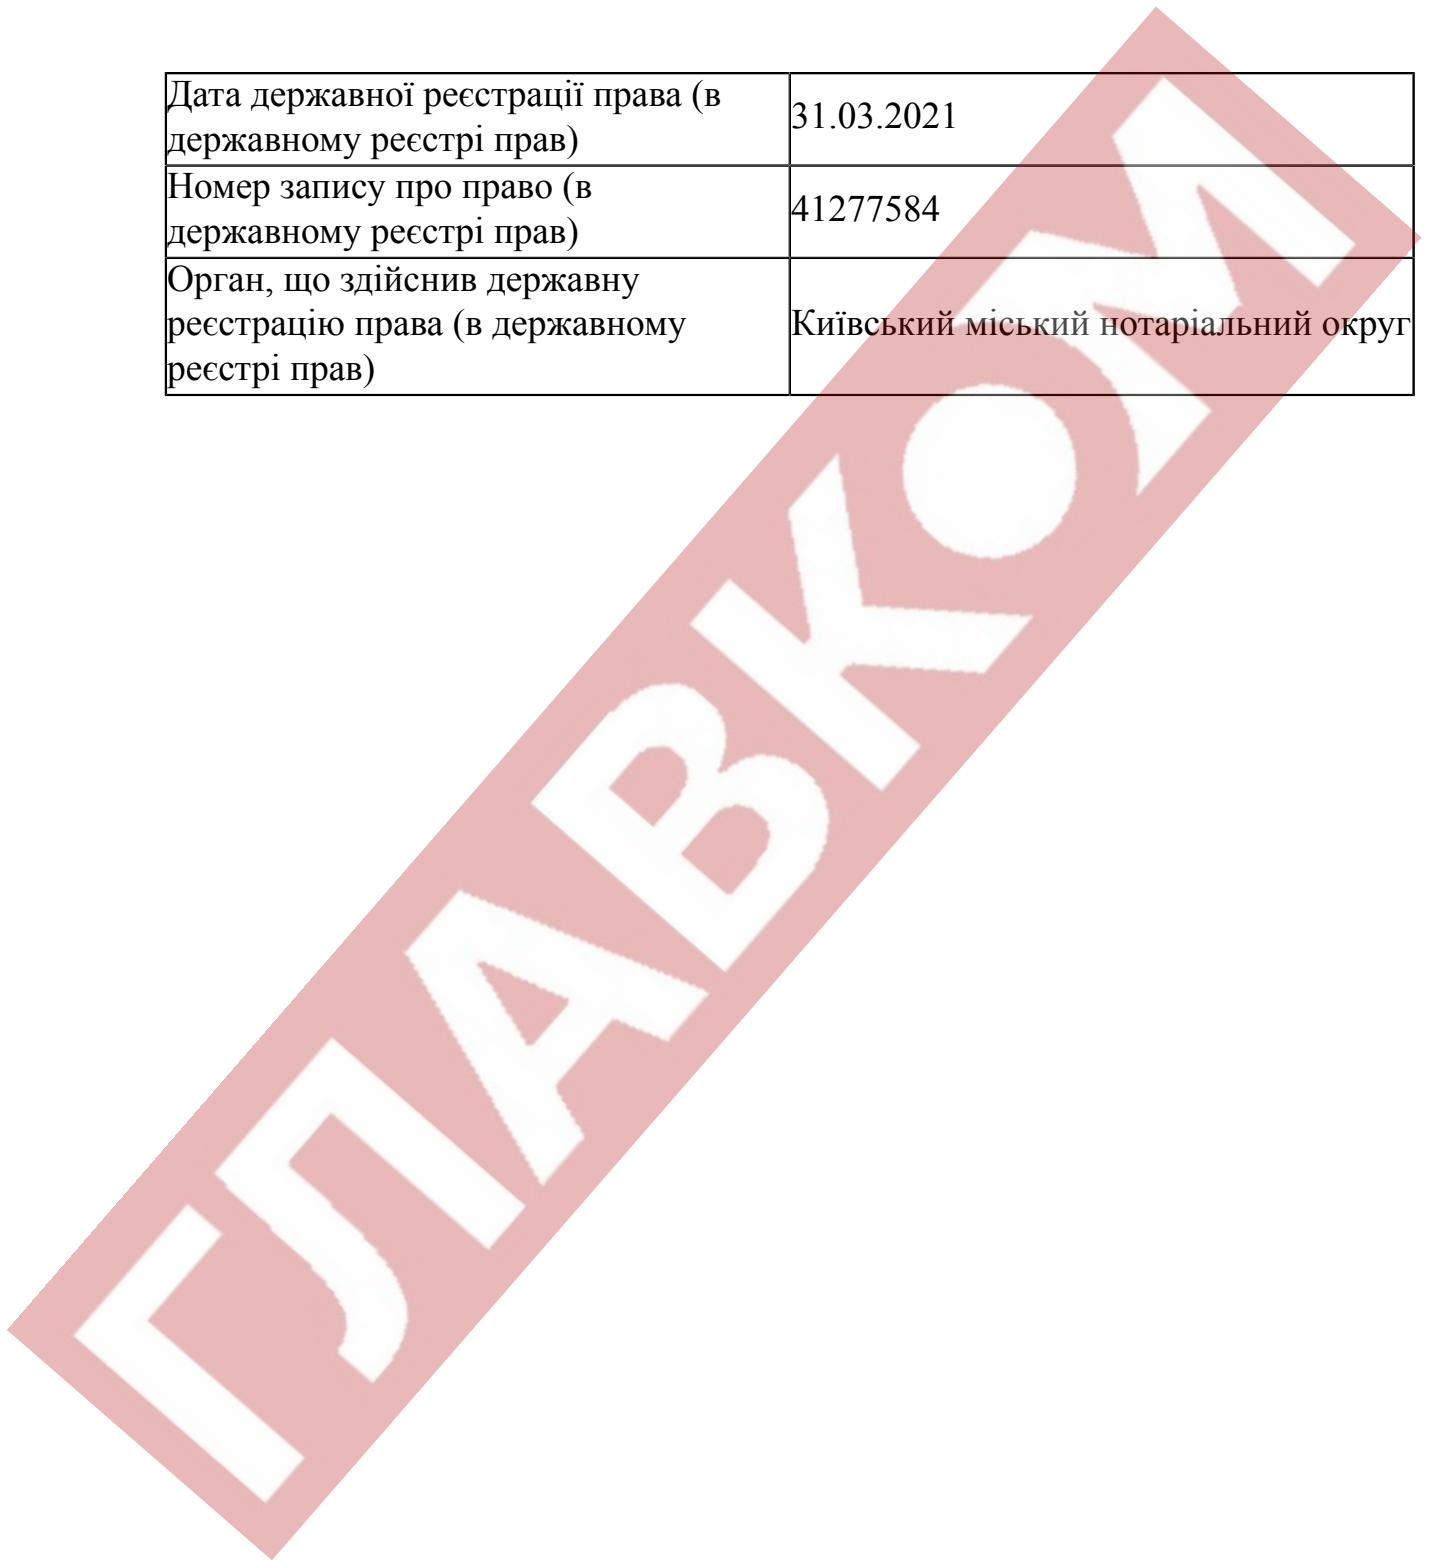 Дата державної реєстрації права (в
державному реєстрі прав)
31.03.2021
Номер запису про право (в
державному реєстрі прав)
41277584
Орган, що здійснив державну
реєстрацію права (в державному
реєстрі прав)
Київський міський нотаріальний округ
ГЛАВКОМ